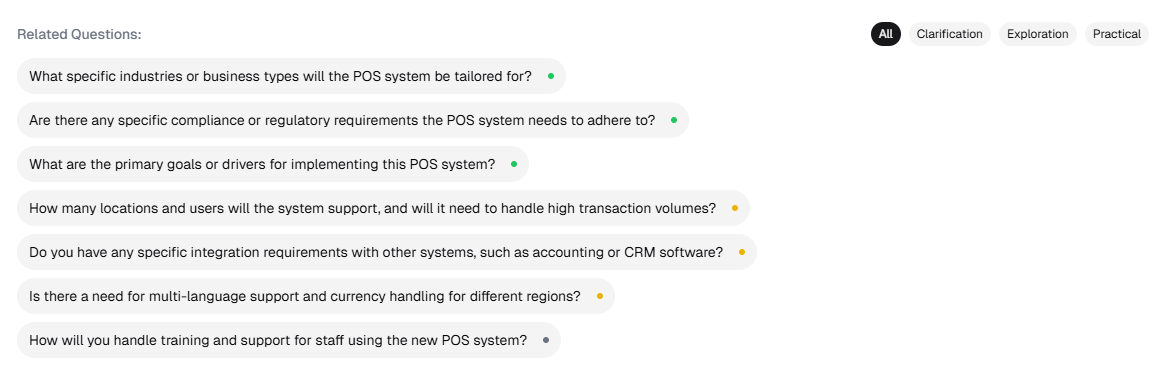 Related Questions:
All Clarification Exploration Practical
What specific industries or business types will the POS system be tailored for?
Are there any specific compliance or regulatory requirements the POS system needs to adhere to?
What are the primary goals or drivers for implementing this POS system?
How many locations and users will the system support, and will it need to handle high transaction volumes?
Do you have any specific integration requirements with other systems, such as accounting or CRM software?
Is there a need for multi-language support and currency handling for different regions?
How will you handle training and support for staff using the new POS system?